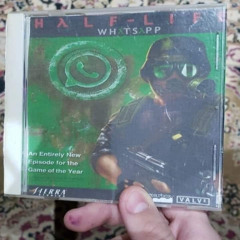 HALF-LIFE
WHATSAPP
An Entirely New
Episode for the
Game of the Year
SIERRA
VALVE